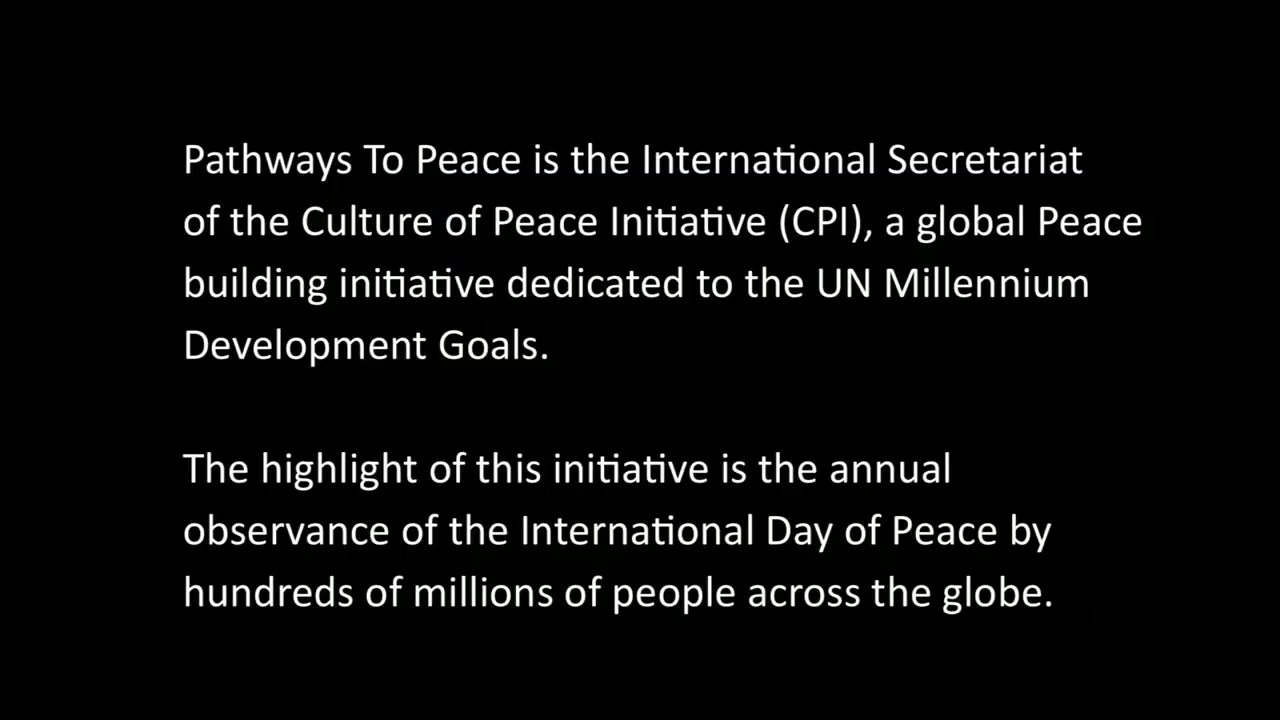 Pathways To Peace is the International Secretariat
of the Culture of Peace Initiative (CPI), a global Peace
building initiative dedicated to the UN Millennium
Development Goals.
The highlight of this initiative is the annual
observance of the International Day of Peace by
hundreds of millions of people across the globe.